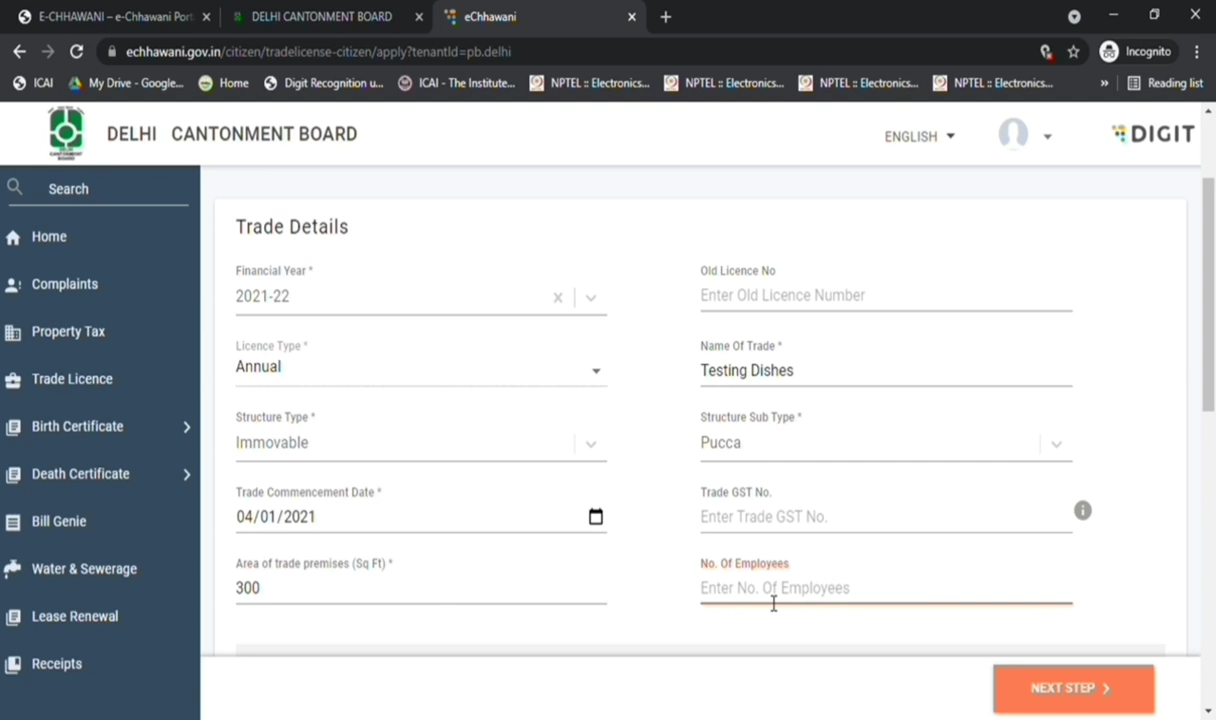 E-CHHAWANI – e-Chhawani Port
DELHI CANTONMENT BOARD
eChhawani
echhawani.gov.in/citizen/tradelicense-citizen/apply?tenantId=pb.delhi
Incognito
ICAI
My Drive - Google...
Home
Digit Recognition u...
ICAI - The Institute...
NPTEL :: Electronics...
NPTEL :: Electronics...
NPTEL :: Electronics...
NPTEL :: Electronics...
»
Reading list
DELHI CANTONMENT BOARD
ENGLISH
DIGIT
Search
Home
Complaints
Property Tax
Trade Licence
Birth Certificate
Death Certificate
Bill Genie
Water & Sewerage
Lease Renewal
Receipts
Trade Details
Financial Year *
2021-22
Old Licence No
Enter Old Licence Number
Licence Type *
Annual
Name Of Trade *
Testing Dishes
Structure Type *
Immovable
Structure Sub Type *
Pucca
Trade Commencement Date *
04/01/2021
Trade GST No.
Enter Trade GST No.
Area of trade premises (Sq Ft) *
300
No. Of Employees
Enter No. Of Employees
NEXT STEP